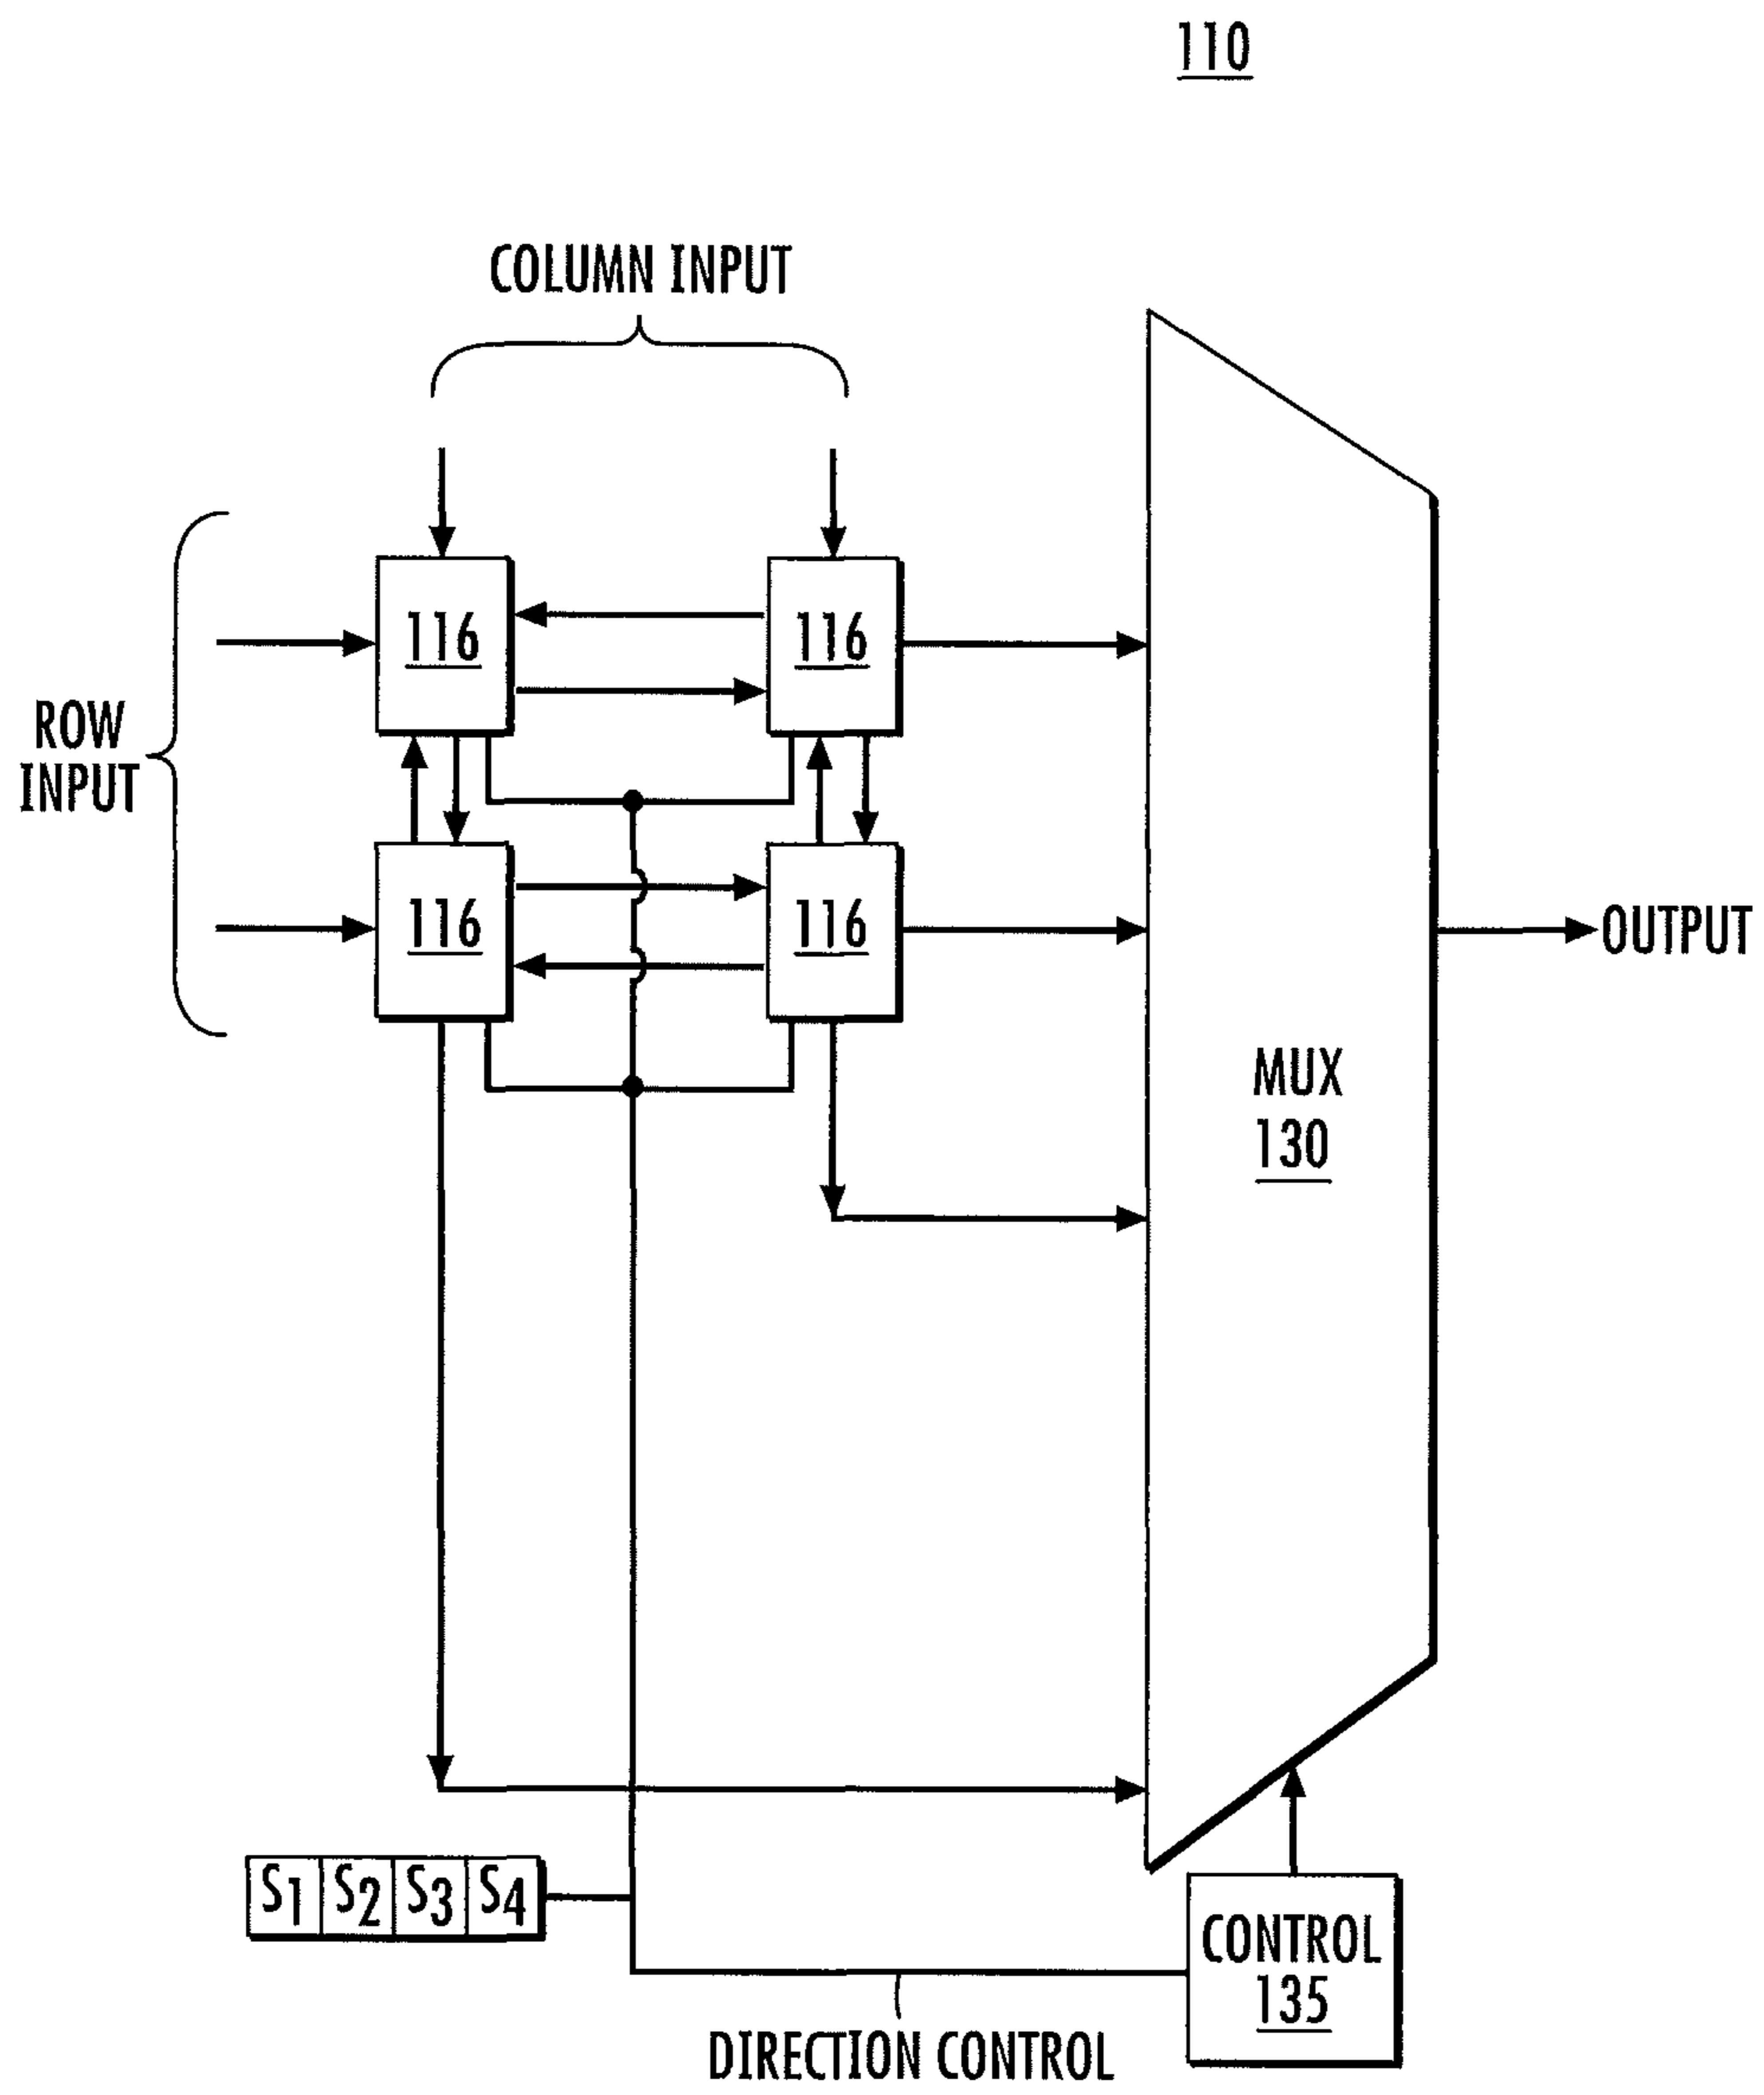 110
COLUMN INPUT
116
116
ROW
INPUT
116
116
OUTPUT
MUX
130
S1 S2 S3 S4
CONTROL
135
DIRECTION CONTROL